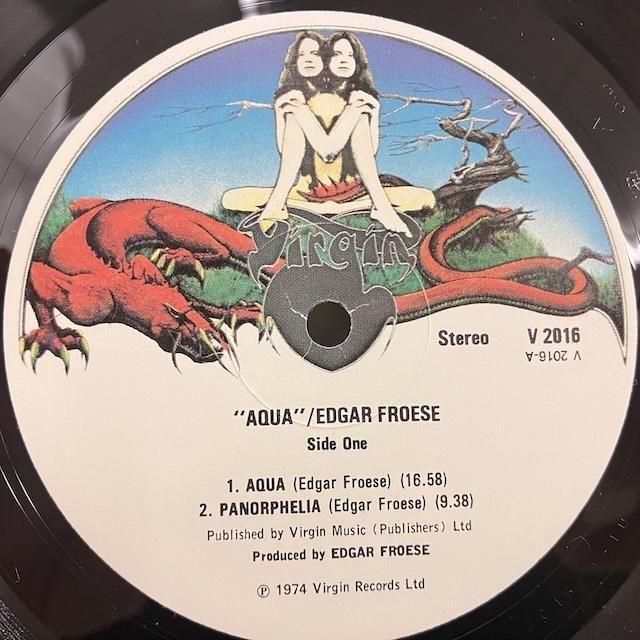 Virgin
Stereo V 2016
V 2016-A
"AQUA"/EDGAR FROESE
Side One
1. AQUA (Edgar Froese) (16.58)
2. PANORPHELIA (Edgar Froese) (9.38)
Published by Virgin Music (Publishers) Ltd
Produced by EDGAR FROESE
℗ 1974 Virgin Records Ltd